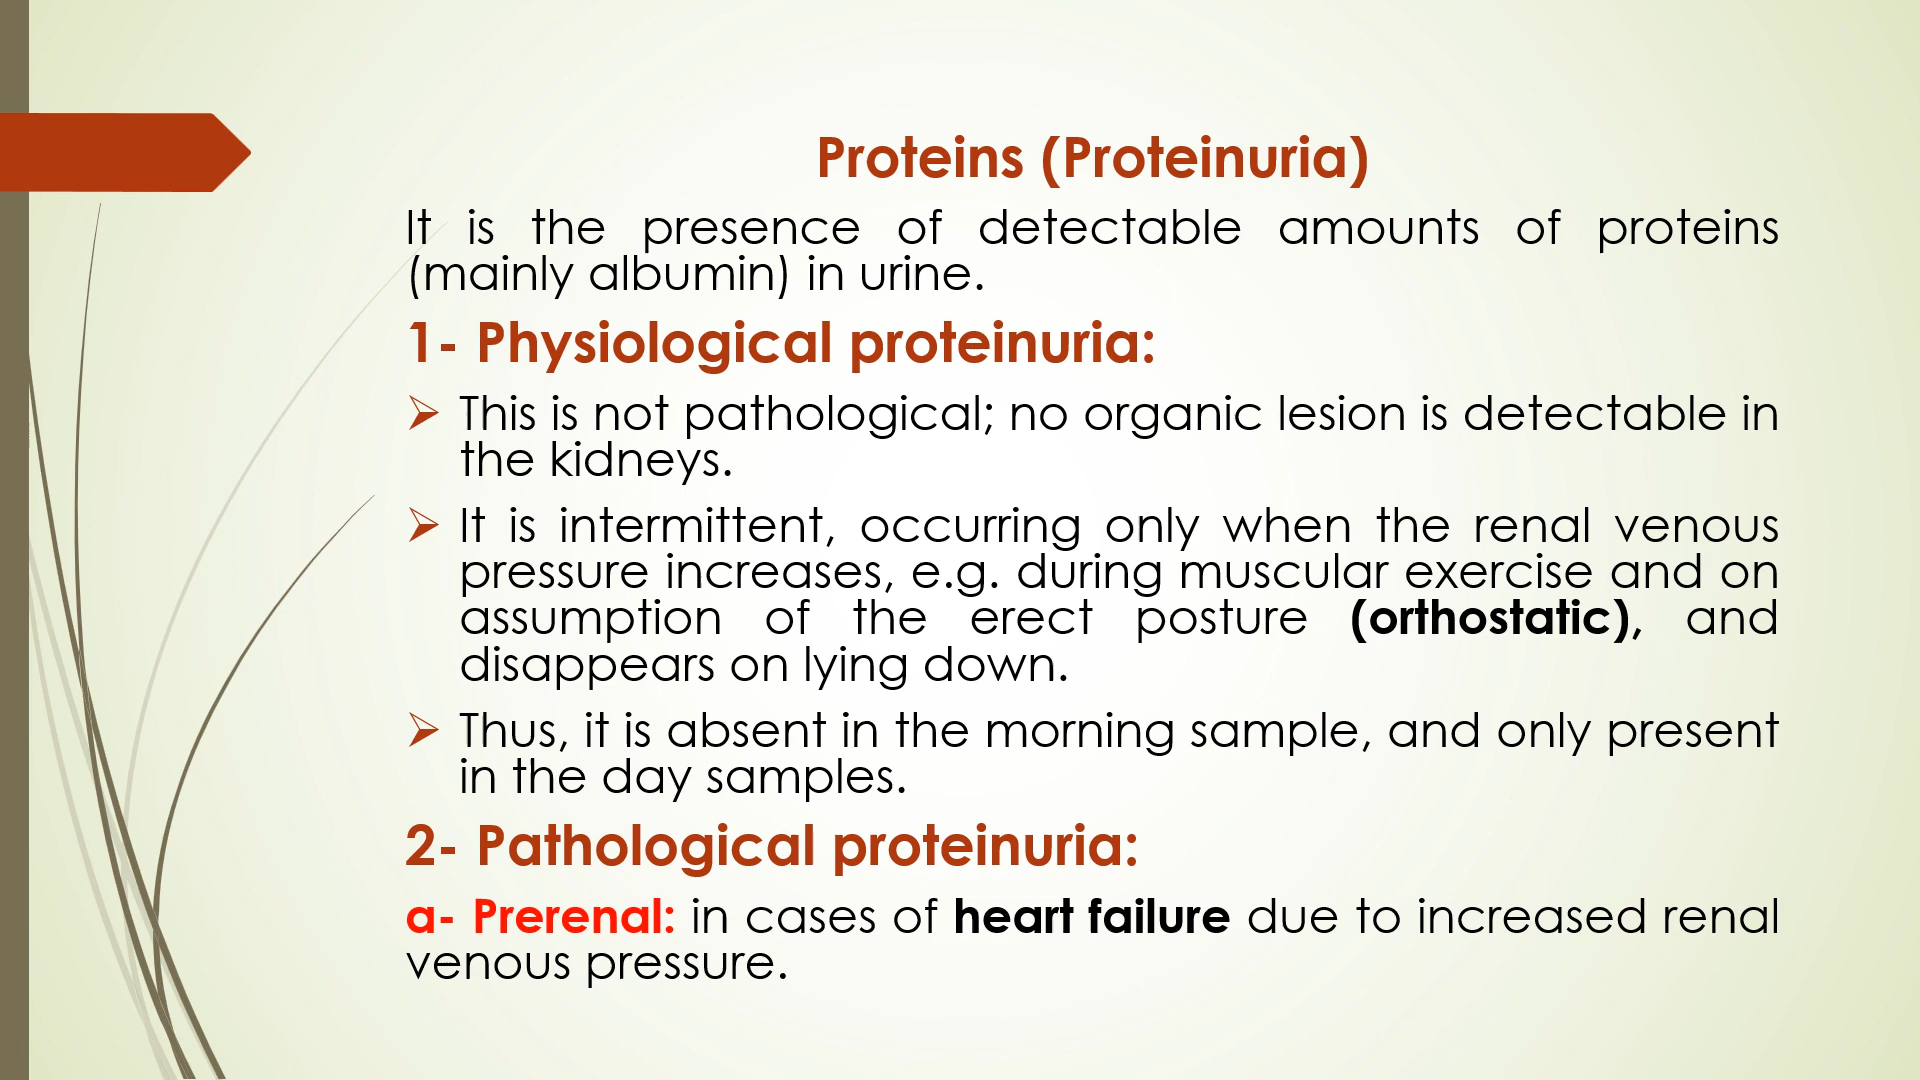 Proteins (Proteinuria)
It is the presence of detectable amounts of proteins
(mainly albumin) in urine.
1- Physiological proteinuria:
This is not pathological; no organic lesion is detectable in
the kidneys.
It is intermittent, occurring only when the renal venous
pressure increases, e.g. during muscular exercise and on
assumption of the erect posture (orthostatic), and
disappears on lying down.
Thus, it is absent in the morning sample, and only present
in the day samples.
2- Pathological proteinuria:
a- Prerenal: in cases of heart failure due to increased renal
venous pressure.